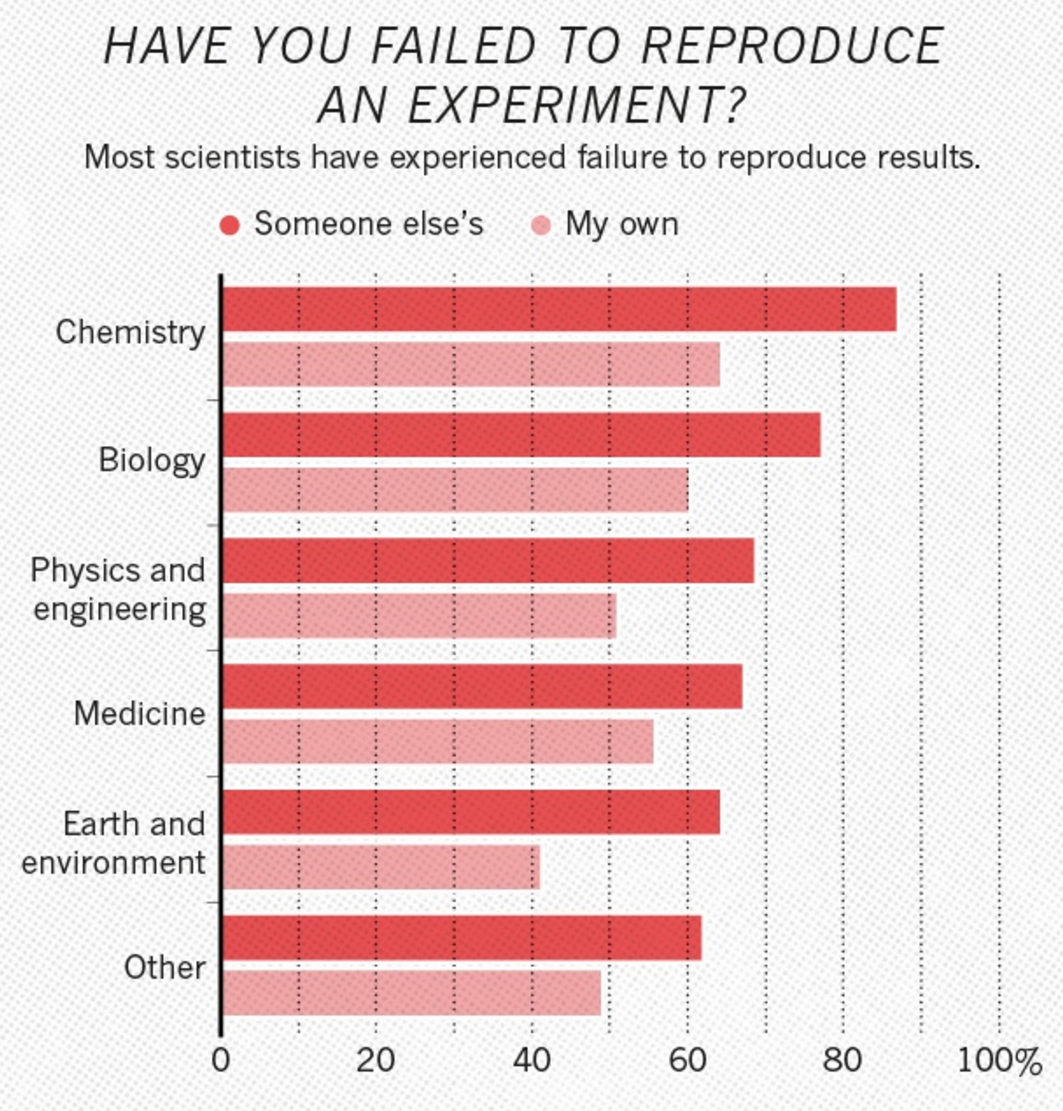 HAVE YOU FAILED TO REPRODUCE
AN EXPERIMENT?
Most scientists have experienced failure to reproduce results.
Someone else’s My own
Chemistry
Biology
Physics and
engineering
Medicine
Earth and
environment
Other
0 20 40 60 80 100%